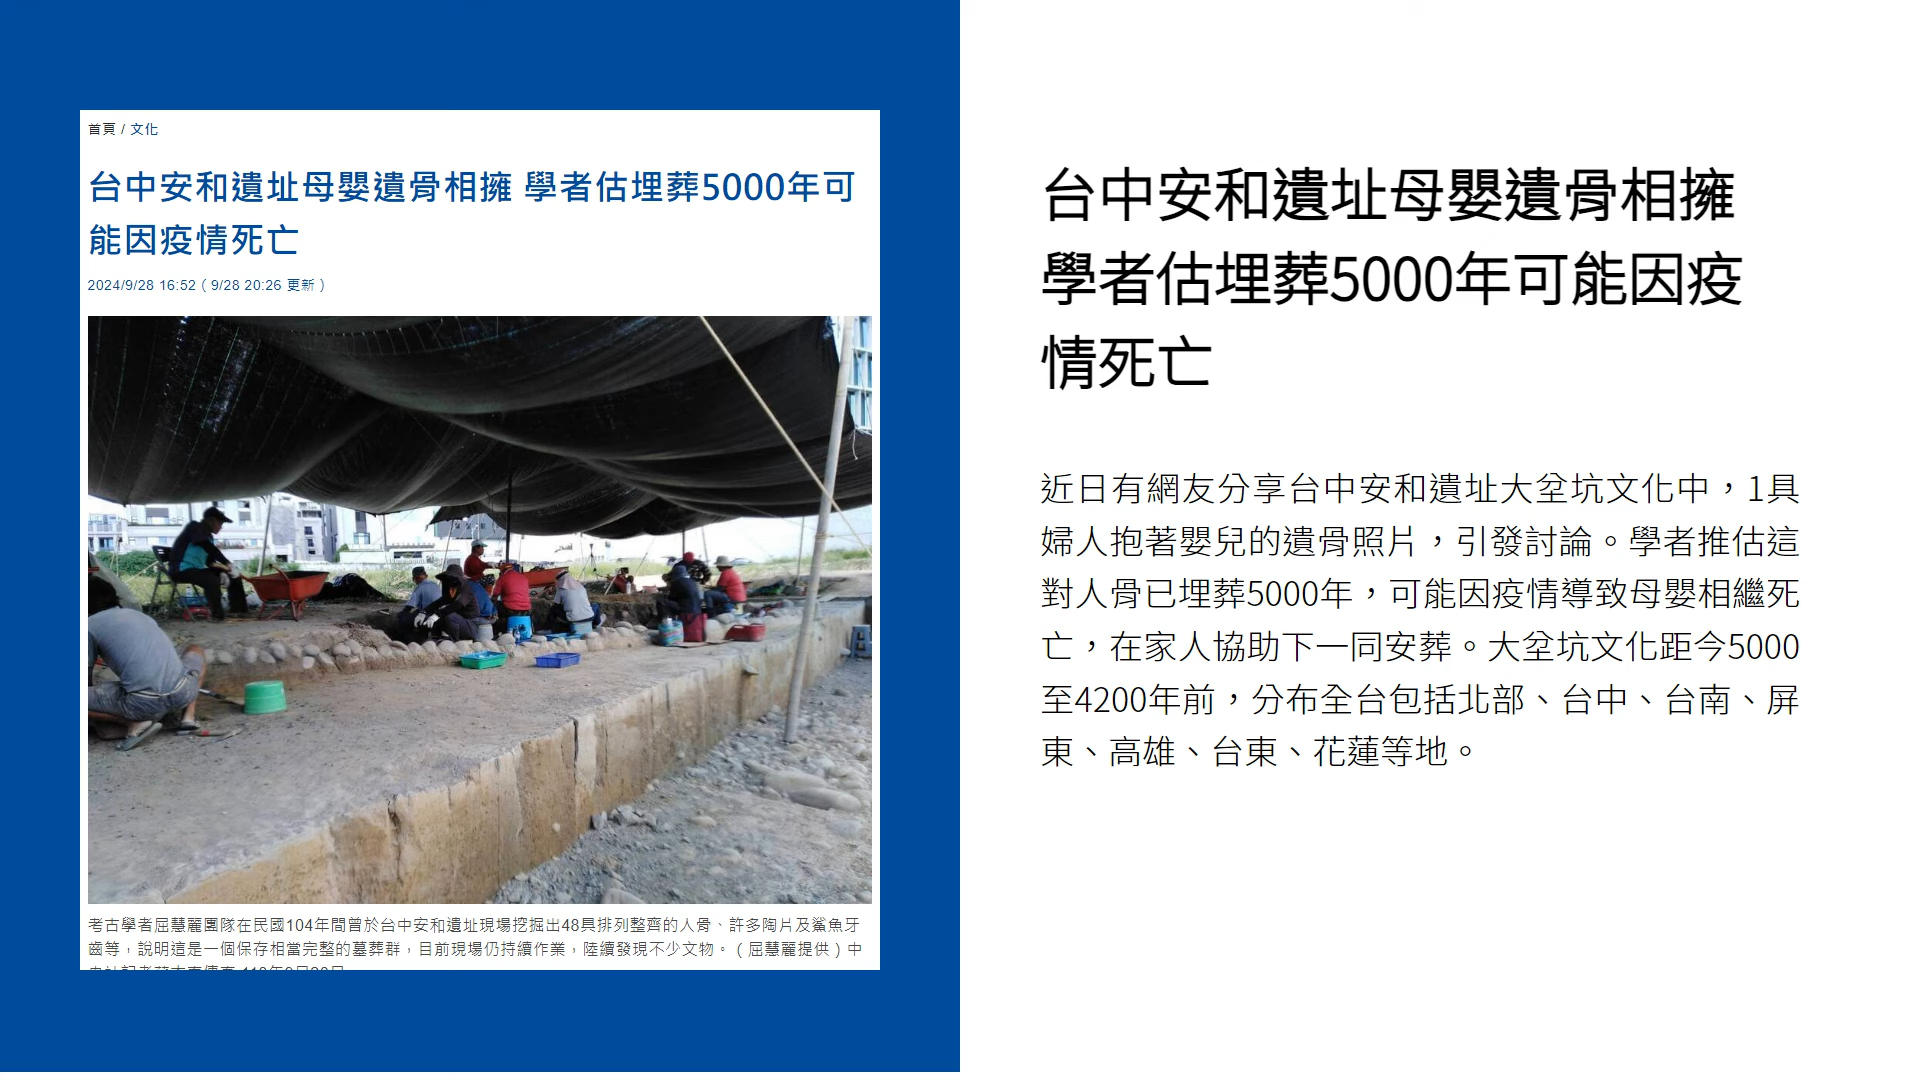 首頁 / 文化
台中安和遺址母嬰遺骨相擁 學者估埋葬5000年可
能因疫情死亡
2024/9/28 16:52（9/28 20:26 更新）
考古學者屈慧麗團隊在民國104年間曾於台中安和遺址現場挖掘出48具排列整齊的人骨、許多陶片及鯊魚牙
齒等，說明這是一個保存相當完整的墓葬群，目前現場仍持續作業，陸續發現不少文物。（屈慧麗提供）中
台中安和遺址母嬰遺骨相擁
學者估埋葬5000年可能因疫
情死亡
近日有網友分享台中安和遺址大坌坑文化中，1具
婦人抱著嬰兒的遺骨照片，引發討論。學者推估這
對人骨已埋葬5000年，可能因疫情導致母嬰相繼死
亡，在家人協助下一同安葬。大坌坑文化距今5000
至4200年前，分布全台包括北部、台中、台南、屏
東、高雄、台東、花蓮等地。